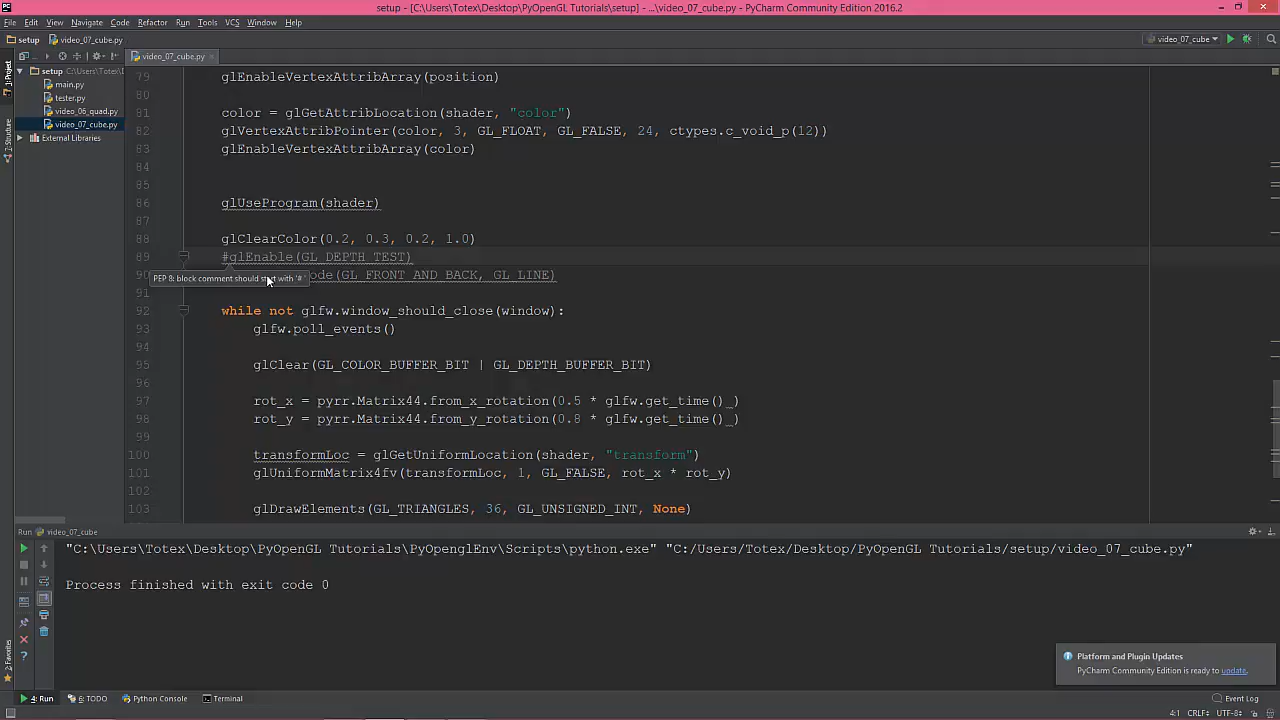 setup - [C:\Users\Totex\Desktop\PyOpenGL Tutorials\setup] - ...\video_07_cube.py - PyCharm Community Edition 2016.2
File Edit View Navigate Code Refactor Run Tools VCS Window Help
setup video_07_cube.py video_07_cube
1: Project
2: Structure
2: Favorites
setup C:\Users\Totex\
main.py
tester.py
video_06_quad.py
video_07_cube.py
External Libraries
video_07_cube.py
79 glEnableVertexAttribArray(position)
80
81 color = glGetAttribLocation(shader, "color")
82 glVertexAttribPointer(color, 3, GL_FLOAT, GL_FALSE, 24, ctypes.c_void_p(12))
83 glEnableVertexAttribArray(color)
84
85
86 glUseProgram(shader)
87
88 glClearColor(0.2, 0.3, 0.2, 1.0)
89 #glEnable(GL_DEPTH_TEST)
PEP 8: block comment should start with '# '
90 ode(GL_FRONT_AND_BACK, GL_LINE)
91
92 while not glfw.window_should_close(window):
93 glfw.poll_events()
94
95 glClear(GL_COLOR_BUFFER_BIT | GL_DEPTH_BUFFER_BIT)
96
97 rot_x = pyrr.Matrix44.from_x_rotation(0.5 * glfw.get_time() )
98 rot_y = pyrr.Matrix44.from_y_rotation(0.8 * glfw.get_time() )
99
100 transformLoc = glGetUniformLocation(shader, "transform")
101 glUniformMatrix4fv(transformLoc, 1, GL_FALSE, rot_x * rot_y)
102
103 glDrawElements(GL_TRIANGLES, 36, GL_UNSIGNED_INT, None)
Run video_07_cube
"C:\Users\Totex\Desktop\PyOpenGL Tutorials\PyOpenglEnv\Scripts\python.exe" "C:/Users/Totex/Desktop/PyOpenGL Tutorials/setup/video_07_cube.py"
Process finished with exit code 0
Platform and Plugin Updates
PyCharm Community Edition is ready to update.
4: Run 6: TODO Python Console Terminal Event Log
4:1 CRLF÷ UTF-8÷